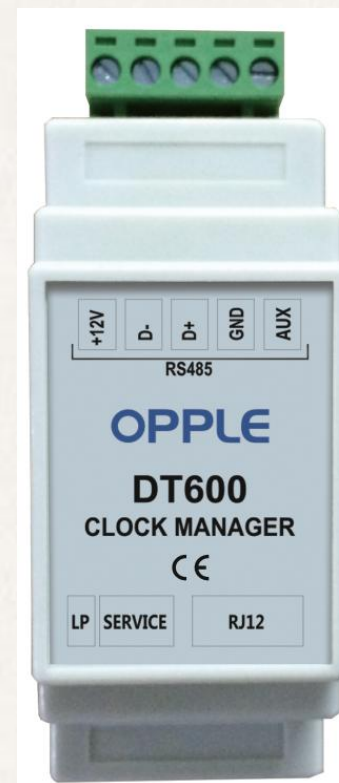 +12V D- D+ GND AUX
RS485
OPPLE
DT600
CLOCK MANAGER
CE
LP SERVICE RJ12